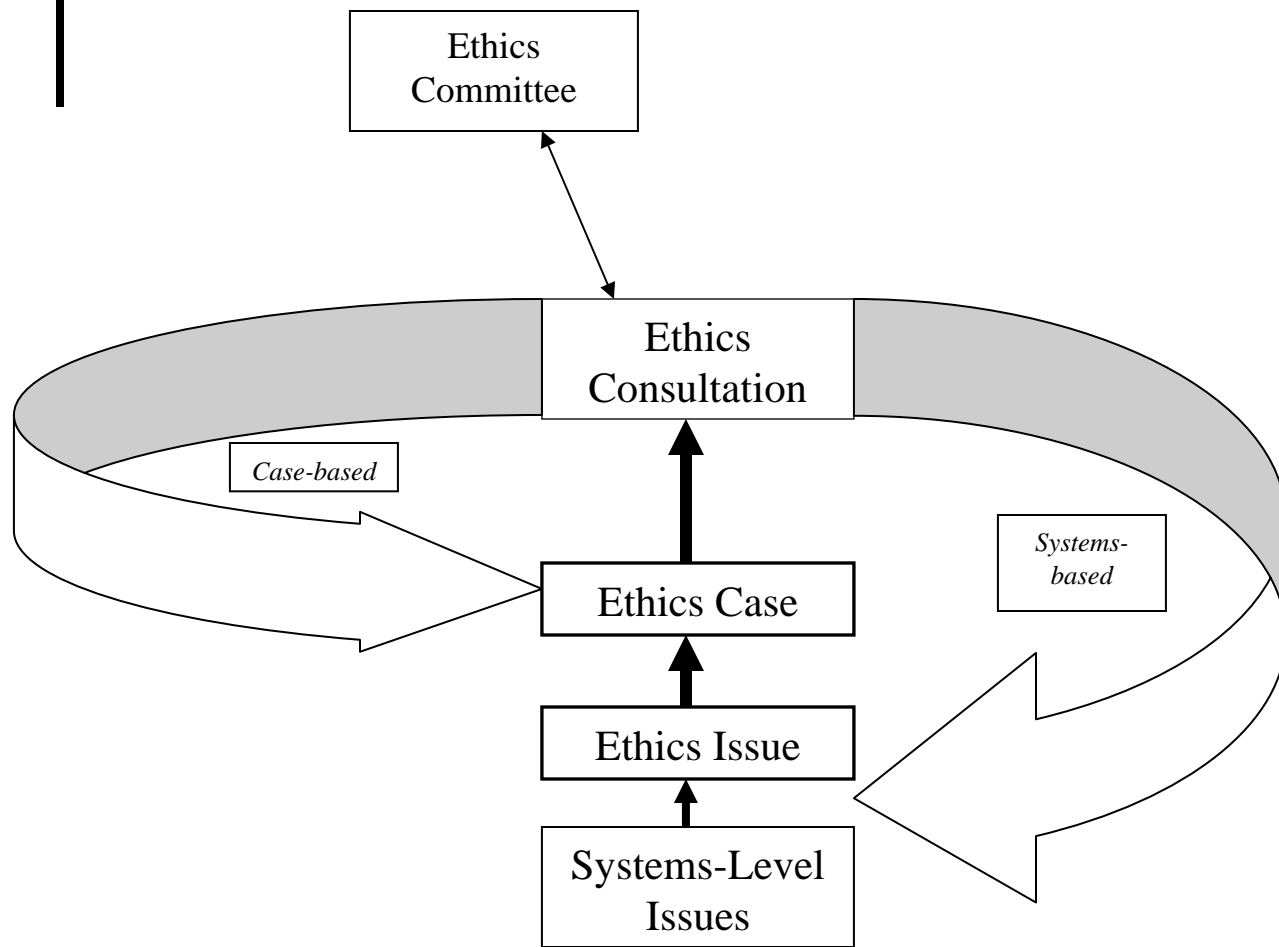 Ethics
Committee
Ethics
Consultation
Case-based
Systems-
based
Ethics Case
Ethics Issue
Systems-Level
Issues